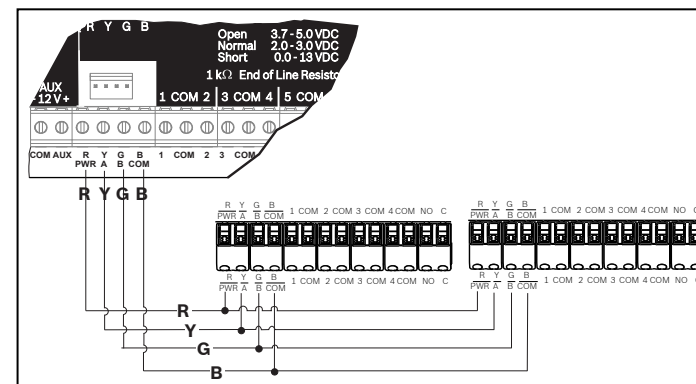 R Y G B
Open 3.7 - 5.0 VDC
Normal 2.0 - 3.0 VDC
Short 0.0 - 13 VDC
1 kΩ End of Line Resisto
AUX
- 12 V +
1 COM 2 3 COM 4 5 COM
COM AUX R Y G B 1 COM 2 3 COM
PWR A B COM
R Y G B
R Y G B 1 COM 2 COM 3 COM 4 COM NO C
PWR A B COM
R Y G B 1 COM 2 COM 3 COM 4 COM NO
PWR A B COM
R Y G B 1 COM 2 COM 3 COM 4 COM NO C
PWR A B COM
R Y G B 1 COM 2 COM 3 COM 4 COM NO
PWR A B COM
R
Y
G
B